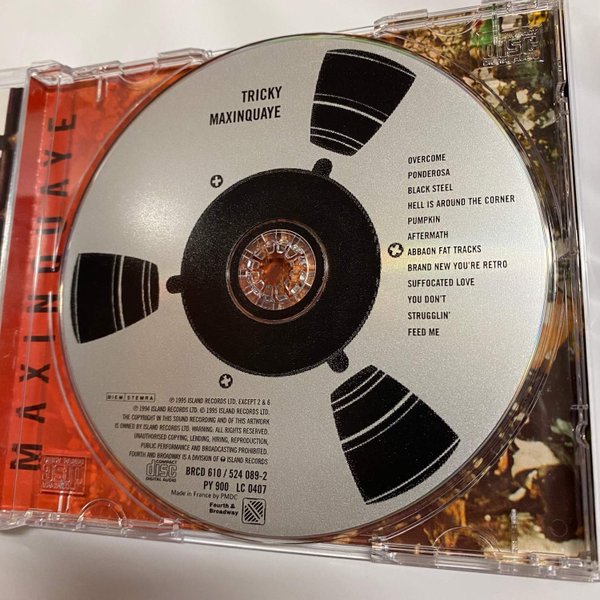 TRICKY
MAXINQUAYE
OVERCOME
PONDEROSA
BLACK STEEL
HELL IS AROUND THE CORNER
PUMPKIN
AFTERMATH
ABBAON FAT TRACKS
BRAND NEW YOU'RE RETRO
SUFFOCATED LOVE
YOU DON'T
STRUGGLIN'
FEED ME
BIEM STEMRA
℗ 1995 ISLAND RECORDS LTD. EXCEPT 2 & 6
℗ 1994 ISLAND RECORDS LTD. © 1995 ISLAND RECORDS LTD.
THE COPYRIGHT IN THIS SOUND RECORDING AND OF THIS ARTWORK
IS OWNED BY ISLAND RECORDS LTD. WARNING: ALL RIGHTS RESERVED.
UNAUTHORISED COPYING, LENDING, HIRING, REPRODUCTION,
PUBLIC PERFORMANCE AND BROADCASTING PROHIBITED.
FOURTH AND BROADWAY IS A DIVISION OF ISLAND RECORDS
COMPACT
disc
DIGITAL AUDIO
BRCD 610 / 524 089-2
PY 900 LC 0407
Made in France by PMDC
Fourth &
Broadway
MAXINQUAYE
COMPACT
disc
DIGITAL AUDIO